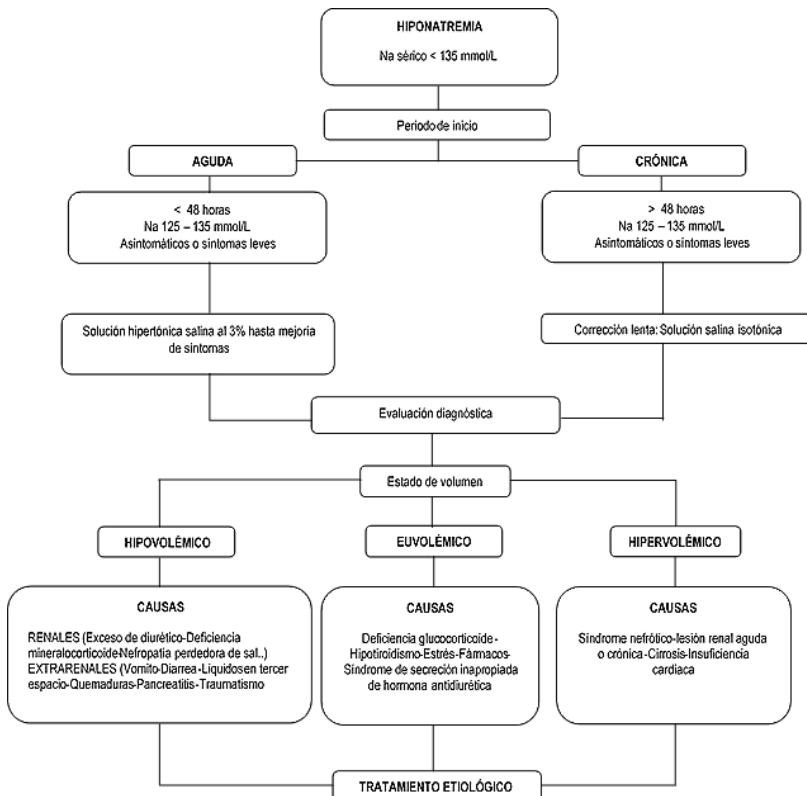 HIPONATREMIA
Na sérico < 135 mmol/L
Periodo de inicio
AGUDA
CRÓNICA
< 48 horas
Na 125 – 135 mmol/L
Asintomáticos o síntomas leves
> 48 horas
Na 125 – 135 mmol/L
Asintomáticos o síntomas leves
Solución hipertónica salina al 3% hasta mejoría
de síntomas
Corrección lenta: Solución salina isotónica
Evaluación diagnóstica
Estado de volumen
HIPOVOLÉMICO
EUVOLÉMICO
HIPERVOLÉMICO
CAUSAS
RENALES (Exceso de diurético-Deficiencia
mineralocorticoide-Nefropatía perdedora de sal..)
EXTRARENALES (Vomito-Diarrea-Liquidos en tercer
espacio-Quemaduras-Pancreatitis-Traumatismo
CAUSAS
Deficiencia glucocorticoide-
Hipotiroidismo-Estrés-Fármacos-
Síndrome de secreción inapropiada
de hormona antidiurética
CAUSAS
Síndrome nefrótico-lesión renal aguda
o crónica-Cirrosis-Insuficiencia
cardiaca
TRATAMIENTO ETIOLÓGICO